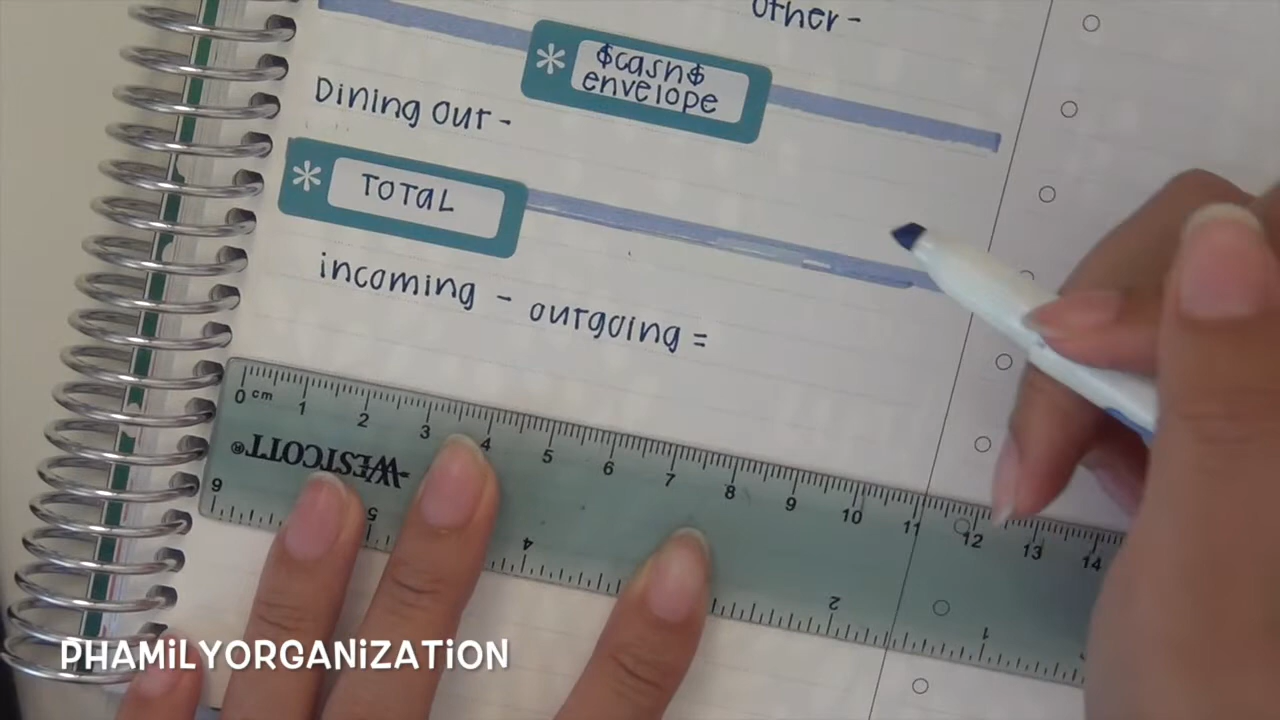 other -
$cash$
envelope
Dining out -
* TOTAL
incoming - outgoing =
0 cm 1 2 3 4 5 6 7 8 9 10 11 12 13 14
WESTCOTT®
6 5 4 2 1
PHAMiLYORGANiZATiON